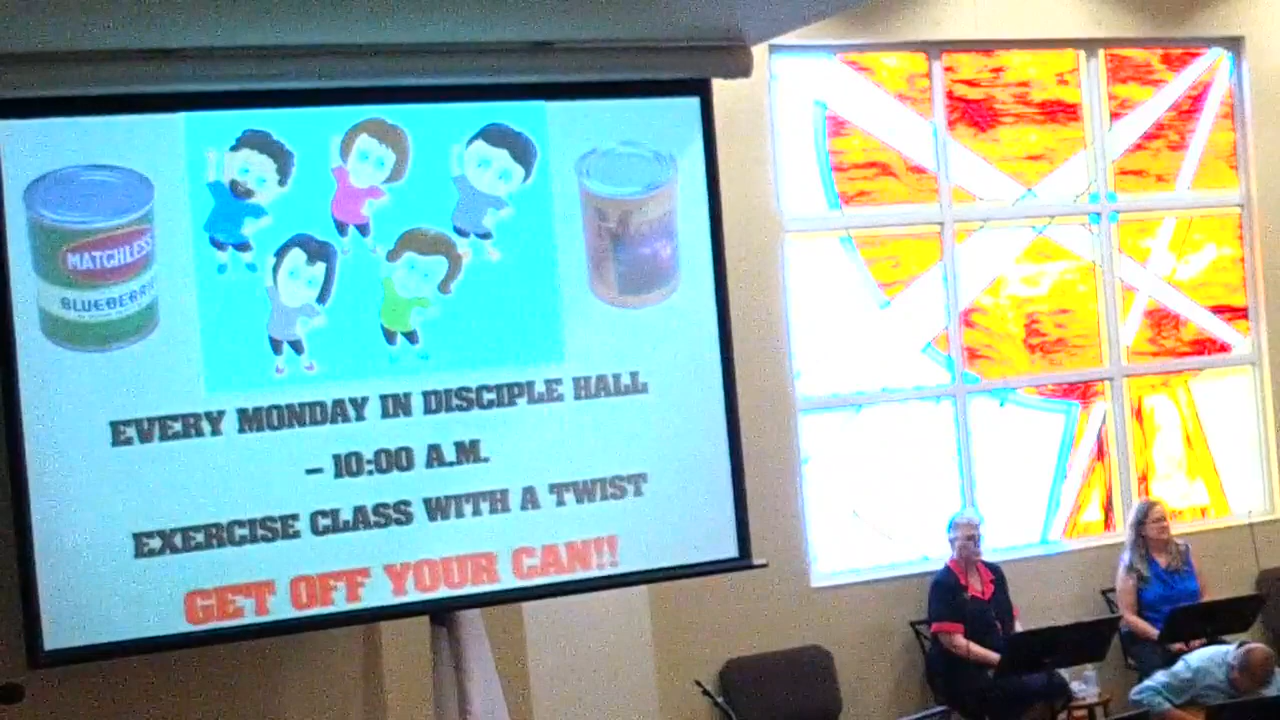 MATCHLESS
BLUEBERRI
EVERY MONDAY IN DISCIPLE HALL
– 10:00 A.M.
EXERCISE CLASS WITH A TWIST
GET OFF YOUR CAN!!